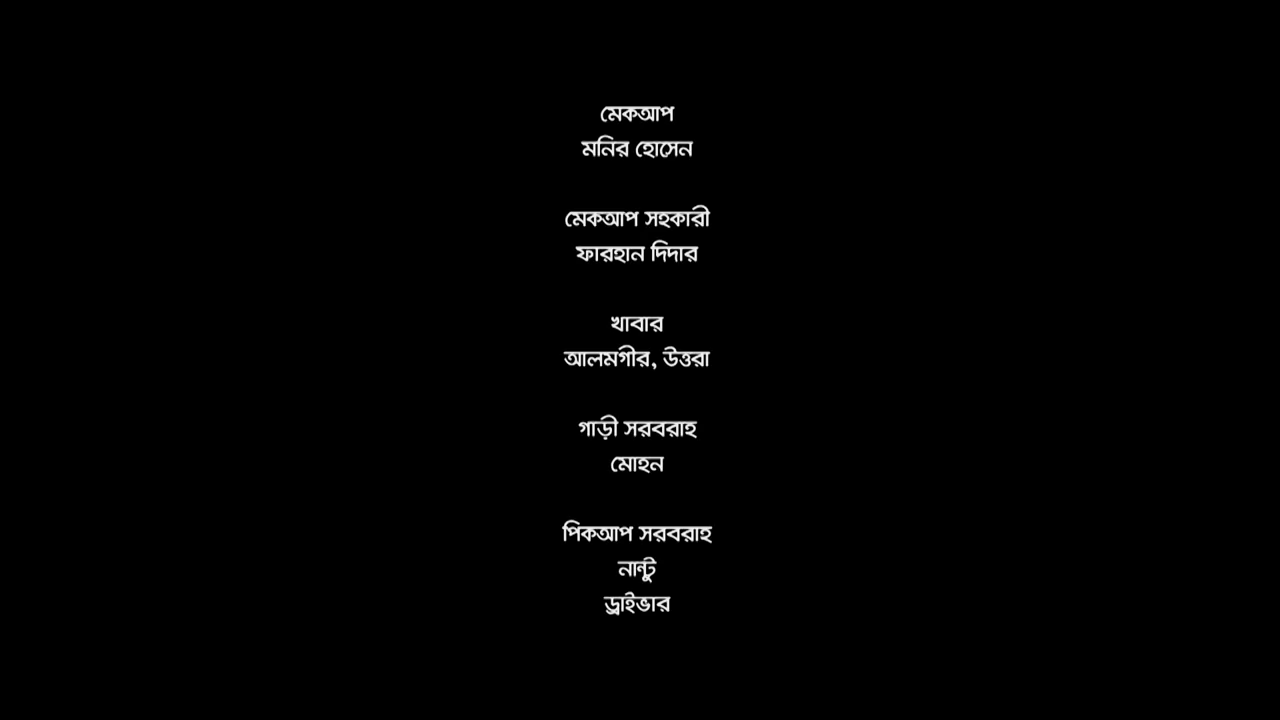 মেকআপ
মনির হোসেন
মেকআপ সহকারী
ফারহান দিদার
খাবার
আলমগীর, উত্তরা
গাড়ী সরবরাহ
মোহন
পিকআপ সরবরাহ
নান্টু
ড্রাইভার